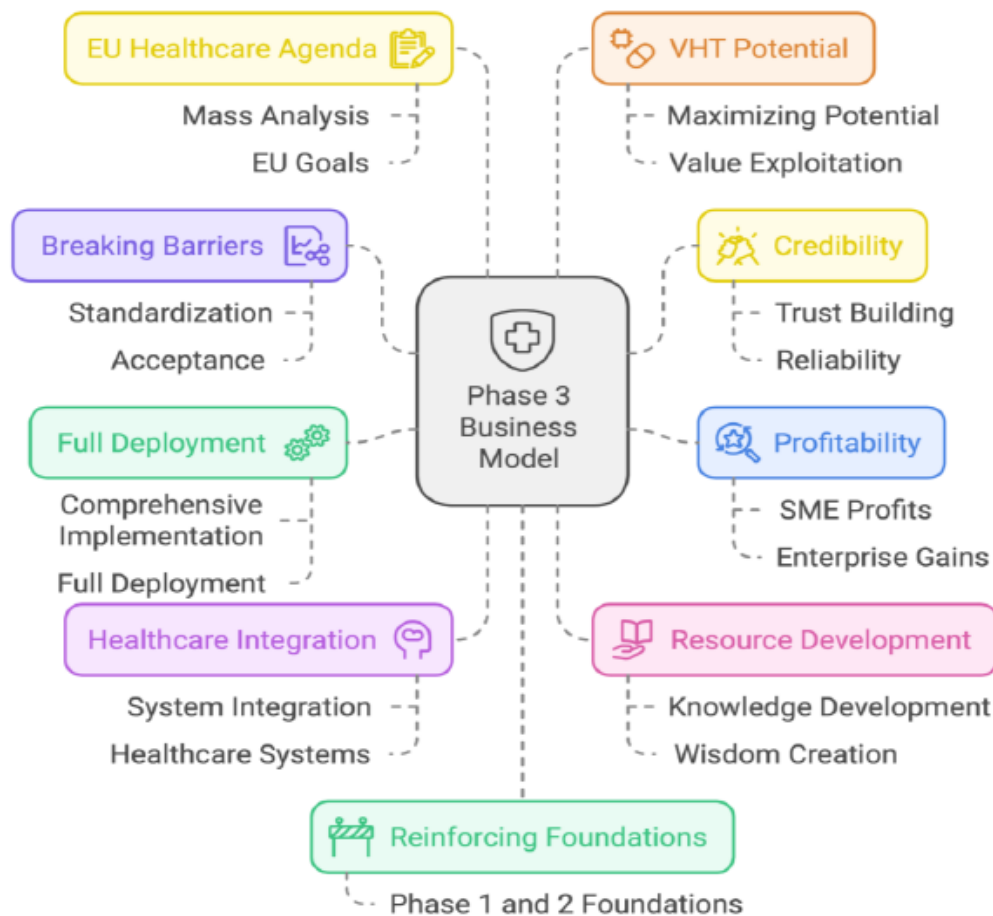 EU Healthcare Agenda
Mass Analysis
EU Goals
VHT Potential
Maximizing Potential
Value Exploitation
Breaking Barriers
Standardization
Acceptance
Credibility
Trust Building
Reliability
Phase 3
Business
Model
Full Deployment
Comprehensive
Implementation
Full Deployment
Profitability
SME Profits
Enterprise Gains
Healthcare Integration
System Integration
Healthcare Systems
Resource Development
Knowledge Development
Wisdom Creation
Reinforcing Foundations
Phase 1 and 2 Foundations